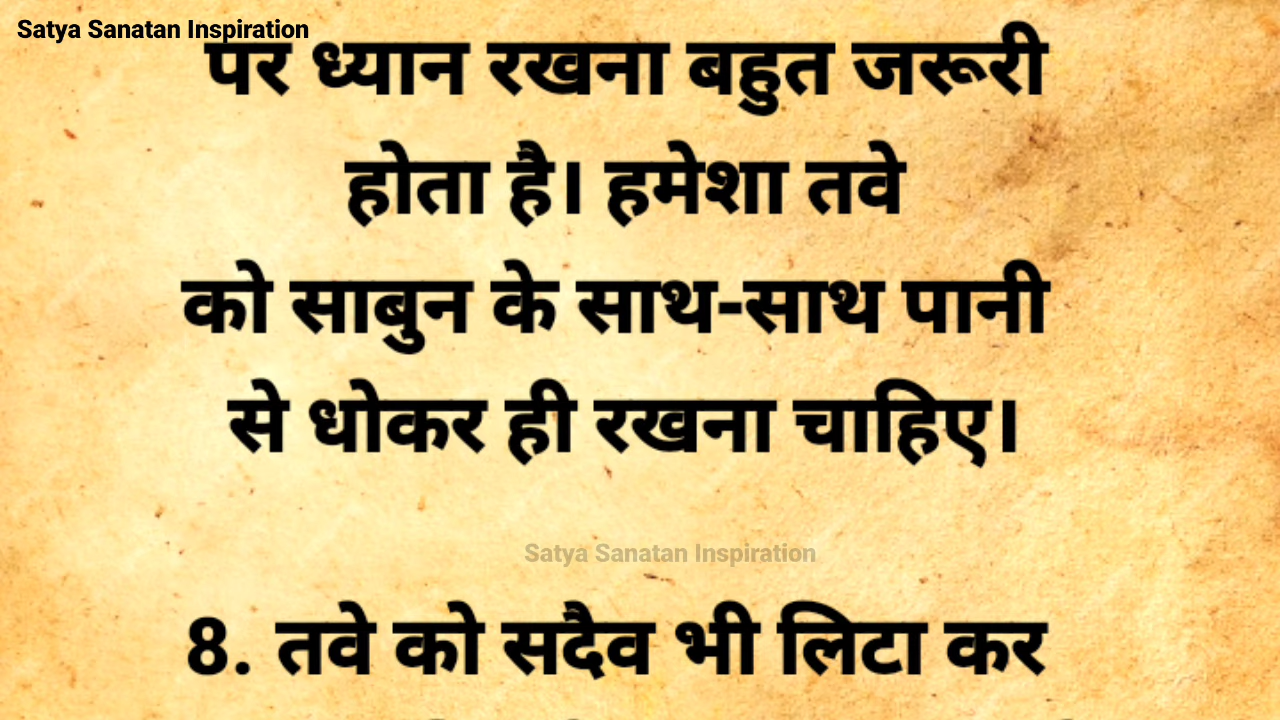 Satya Sanatan Inspiration
पर ध्यान रखना बहुत जरूरी
होता है। हमेशा तवे
को साबुन के साथ-साथ पानी
से धोकर ही रखना चाहिए।
Satya Sanatan Inspiration
8. तवे को सदैव भी लिटा कर